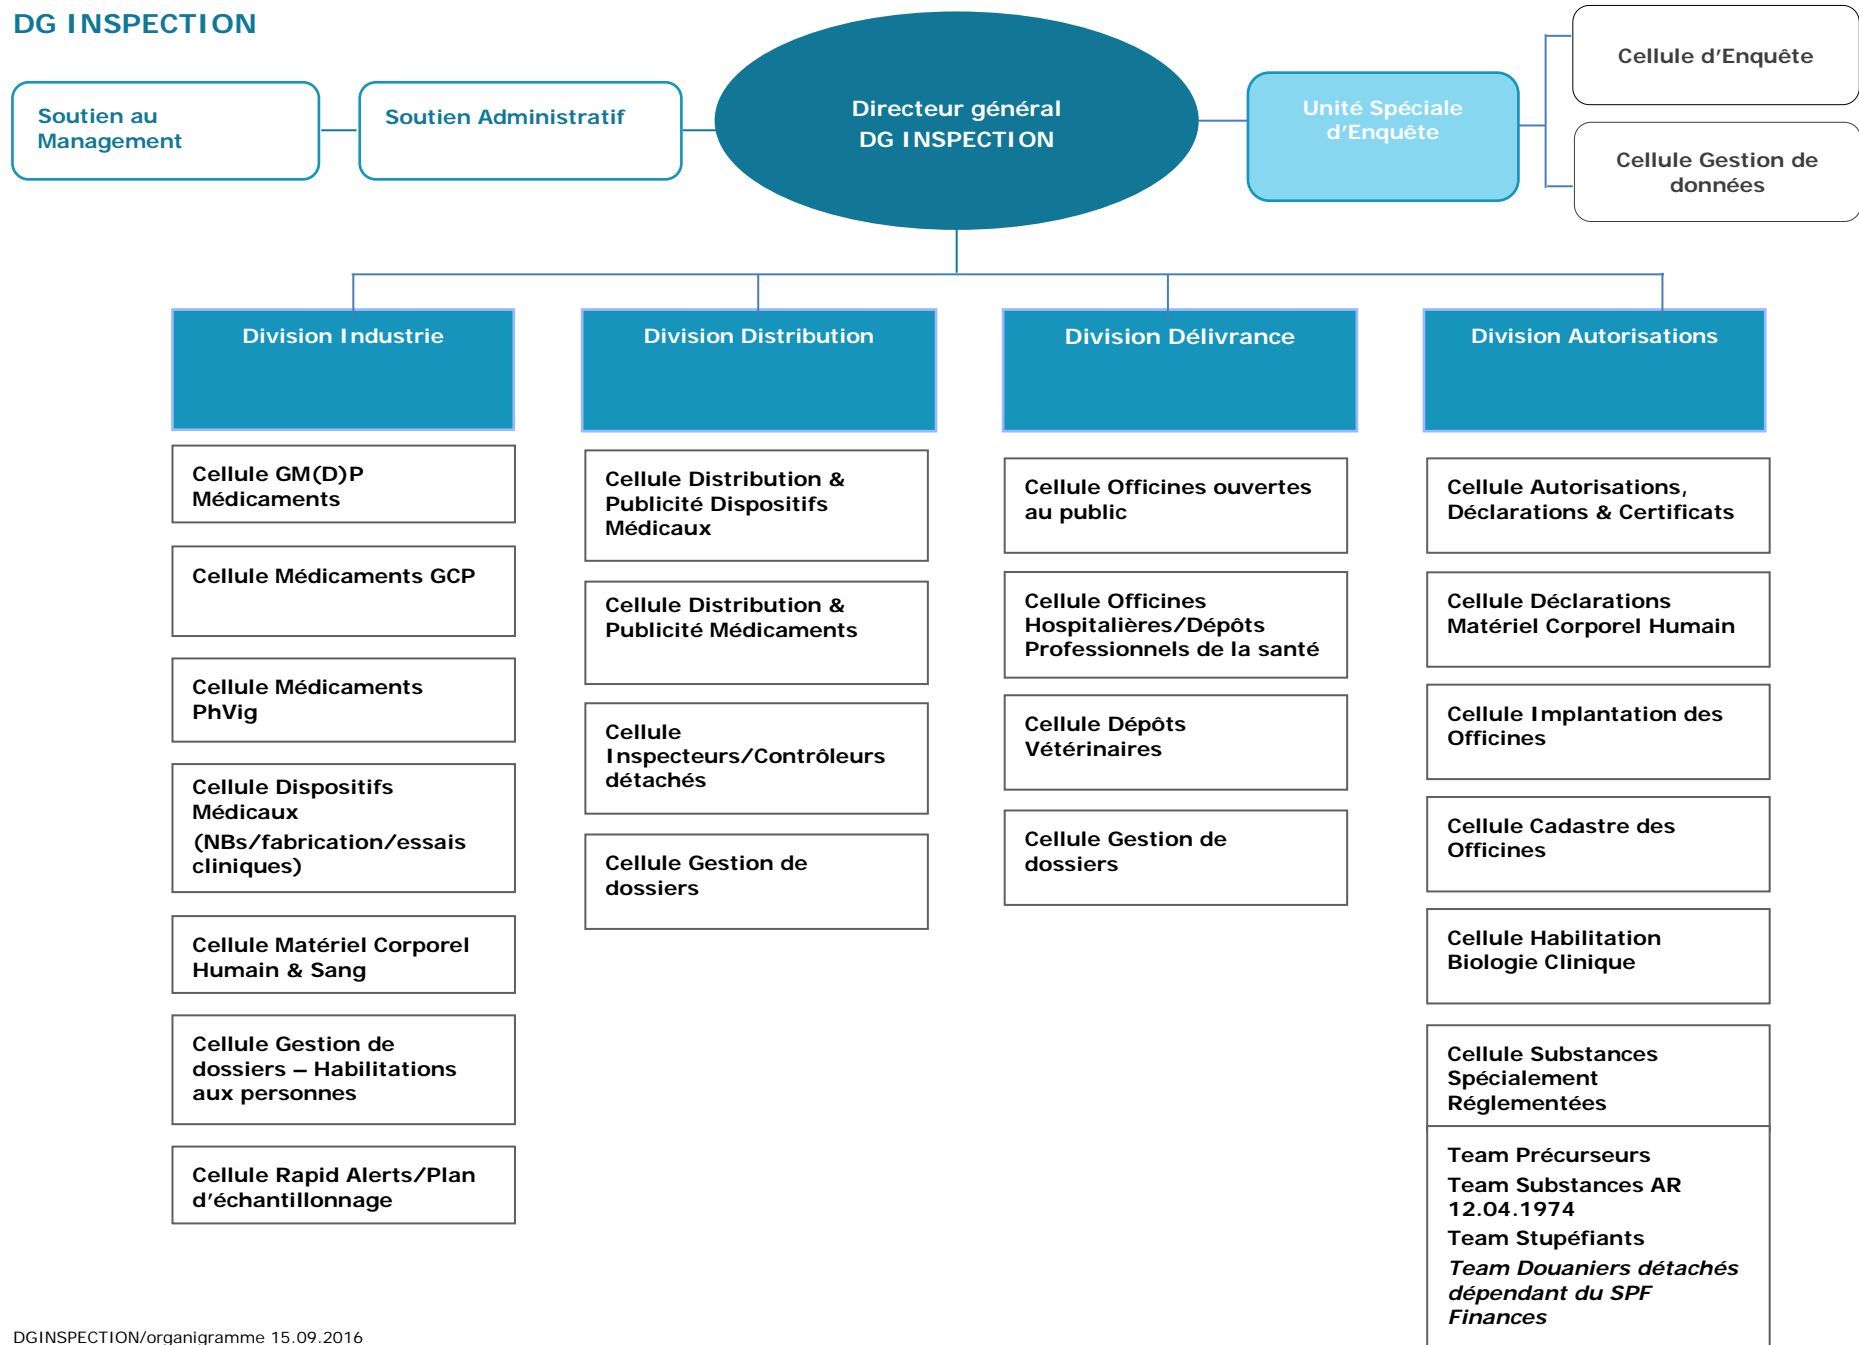 DG INSPECTION
Soutien au
Management
Soutien Administratif
Directeur général
DG INSPECTION
Unité Spéciale
d’Enquête
Cellule d’Enquête
Cellule Gestion de
données
Division Industrie
Cellule GM(D)P
Médicaments
Cellule Médicaments GCP
Cellule Médicaments
PhVig
Cellule Dispositifs
Médicaux
(NBs/fabrication/essais
cliniques)
Cellule Matériel Corporel
Humain & Sang
Cellule Gestion de
dossiers – Habilitations
aux personnes
Cellule Rapid Alerts/Plan
d’échantillonnage
Division Distribution
Cellule Distribution &
Publicité Dispositifs
Médicaux
Cellule Distribution &
Publicité Médicaments
Cellule
Inspecteurs/Contrôleurs
détachés
Cellule Gestion de
dossiers
Division Délivrance
Cellule Officines ouvertes
au public
Cellule Officines
Hospitalières/Dépôts
Professionnels de la santé
Cellule Dépôts
Vétérinaires
Cellule Gestion de
dossiers
Division Autorisations
Cellule Autorisations,
Déclarations & Certificats
Cellule Déclarations
Matériel Corporel Humain
Cellule Implantation des
Officines
Cellule Cadastre des
Officines
Cellule Habilitation
Biologie Clinique
Cellule Substances
Spécialement
Réglementées
Team Précurseurs
Team Substances AR
12.04.1974
Team Stupéfiants
Team Douaniers détachés
dépendant du SPF
Finances
DGINSPECTION/organigramme 15.09.2016